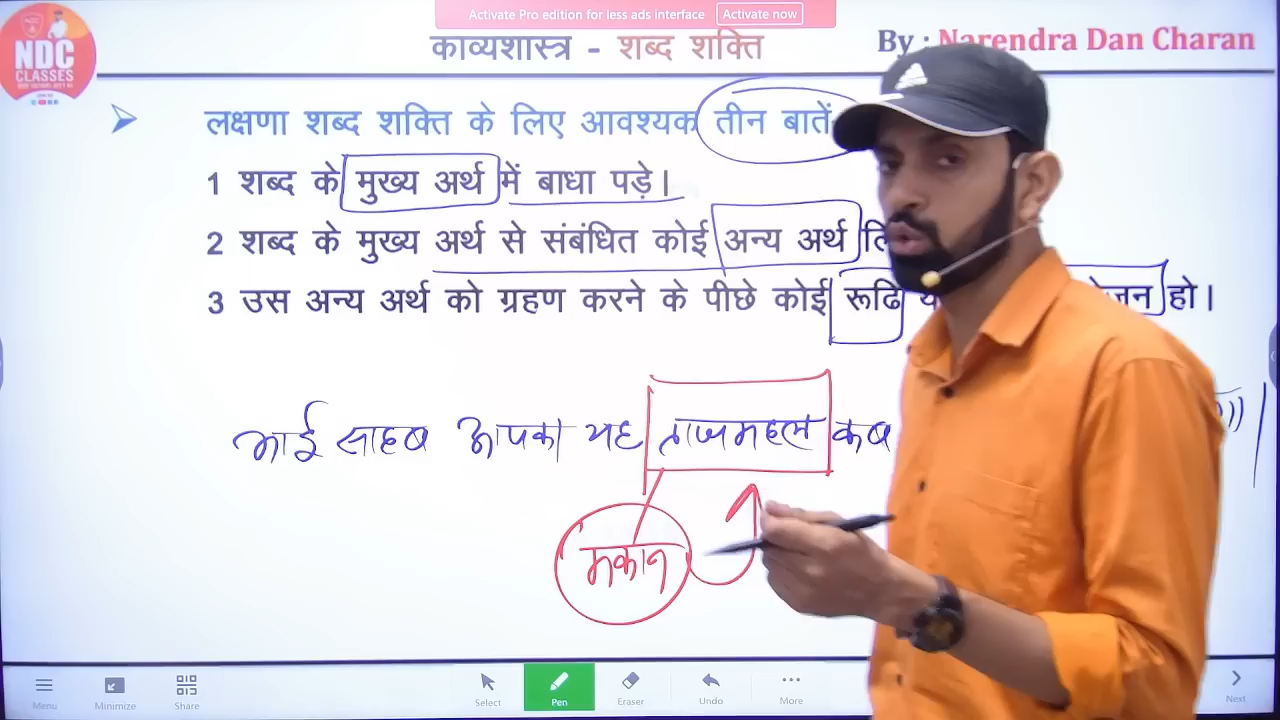 Activate Pro edition for less ads interface Activate now
NDC
CLASSES
काव्यशास्त्र - शब्द शक्ति
By : Narendra Dan Charan
लक्षणा शब्द शक्ति के लिए आवश्यक तीन बातें
1 शब्द के मुख्य अर्थ में बाधा पड़े।
2 शब्द के मुख्य अर्थ से संबंधित कोई अन्य अर्थ
3 उस अन्य अर्थ को ग्रहण करने के पीछे कोई रूढि हो।
भाई साहब आपका यह ताजमहल कब
मकान
Menu Minimize Share Select Pen Eraser Undo More Next